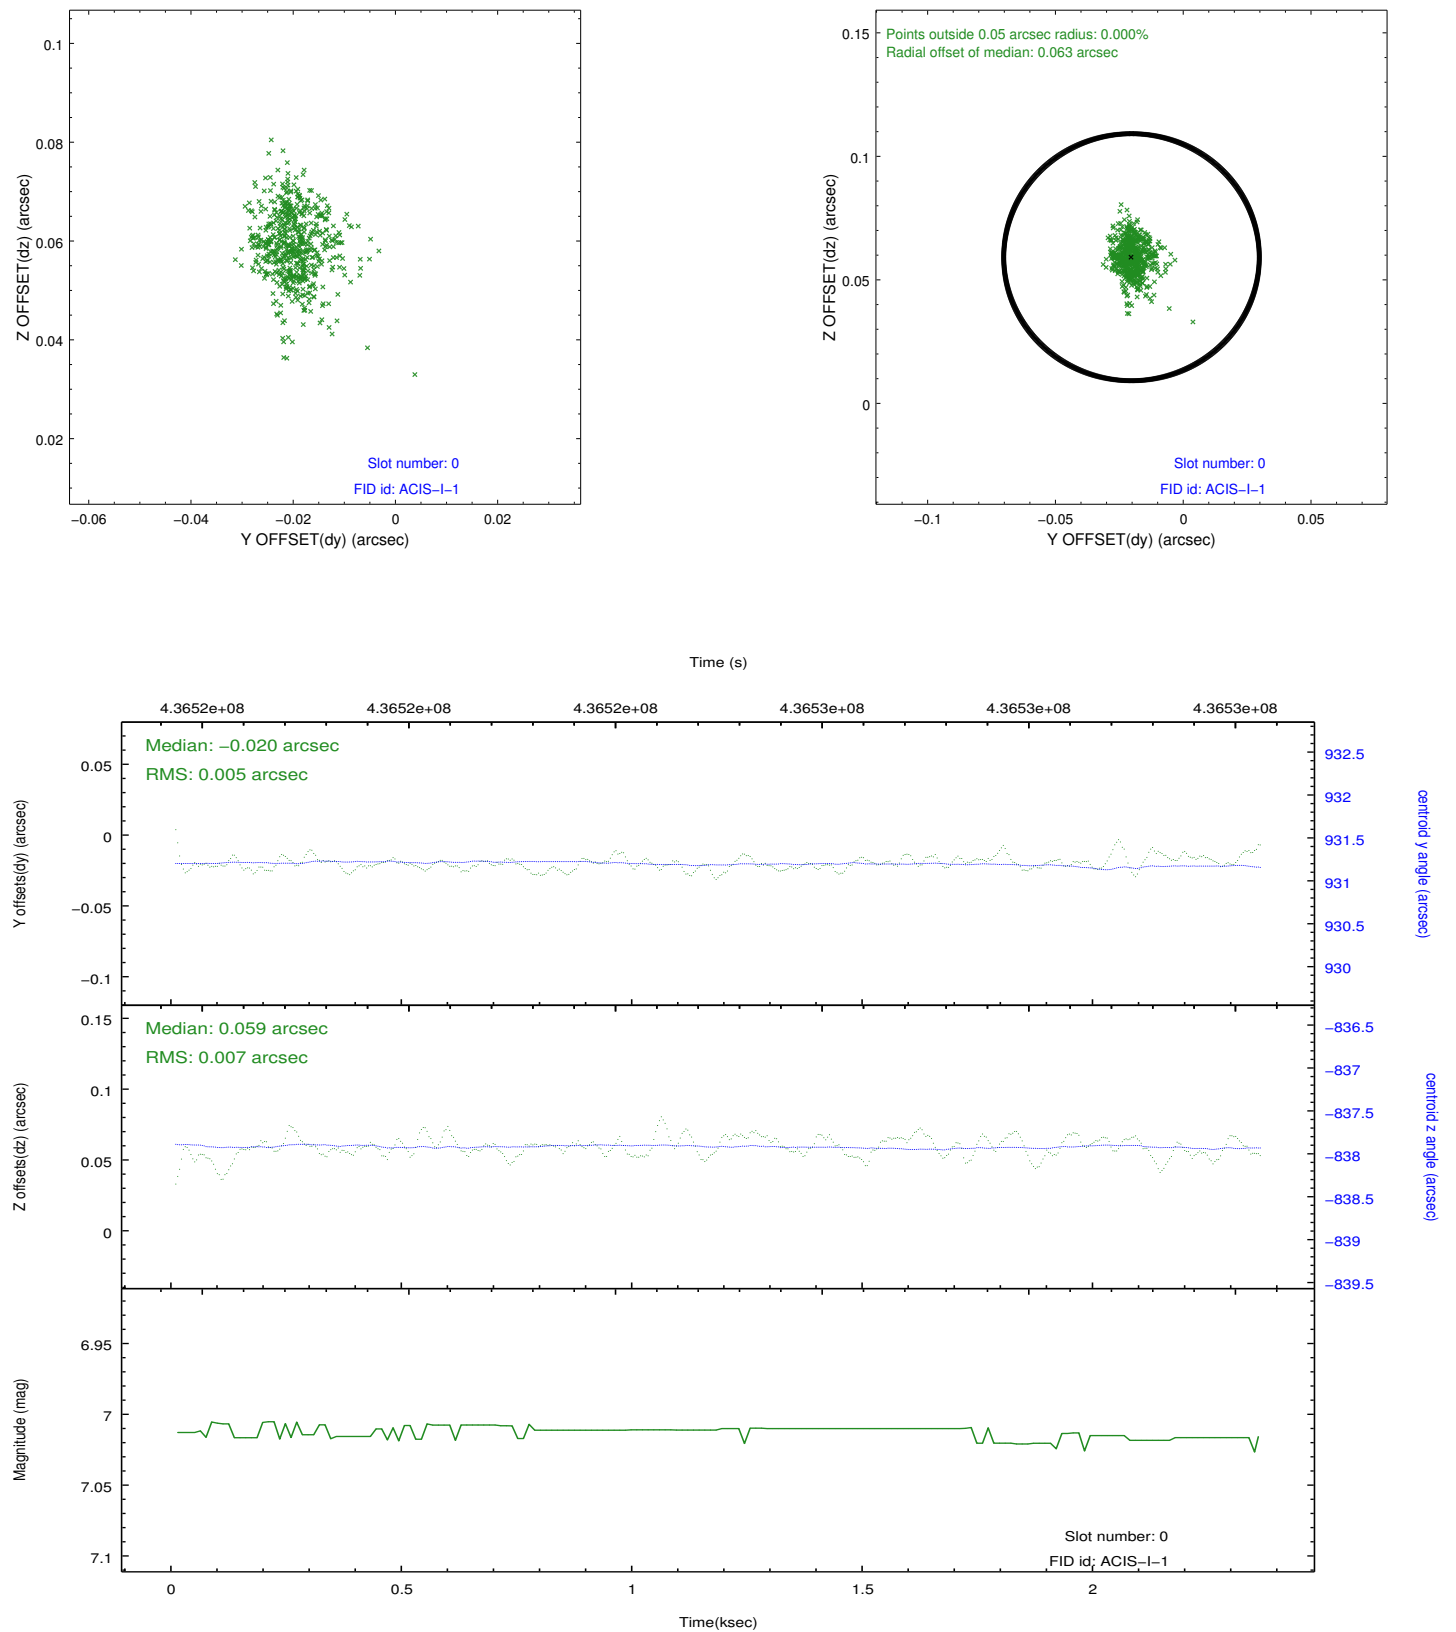 0.1
0.08
0.06
0.04
0.02
Z OFFSET(dz) (arcsec)
Slot number: 0
FID id: ACIS−I−1
−0.06
−0.04
−0.02
0
0.02
Y OFFSET(dy) (arcsec)
Points outside 0.05 arcsec radius: 0.000%
Radial offset of median: 0.063 arcsec
0.15
0.1
0.05
0
Z OFFSET(dz) (arcsec)
Slot number: 0
FID id: ACIS−I−1
−0.1
−0.05
0
0.05
Y OFFSET(dy) (arcsec)
Time (s)
4.3652e+08
4.3652e+08
4.3652e+08
4.3653e+08
4.3653e+08
4.3653e+08
Median: −0.020 arcsec
RMS: 0.005 arcsec
0.05
0
−0.05
−0.1
Y offsets(dy) (arcsec)
932.5
932
931.5
931
930.5
930
centroid y angle (arcsec)
Median: 0.059 arcsec
RMS: 0.007 arcsec
0.15
0.1
0.05
0
Z offsets(dz) (arcsec)
−836.5
−837
−837.5
−838
−838.5
−839
−839.5
centroid z angle (arcsec)
6.95
7
7.05
7.1
Magnitude (mag)
Slot number: 0
FID id: ACIS−I−1
0
0.5
1
1.5
2
Time(ksec)